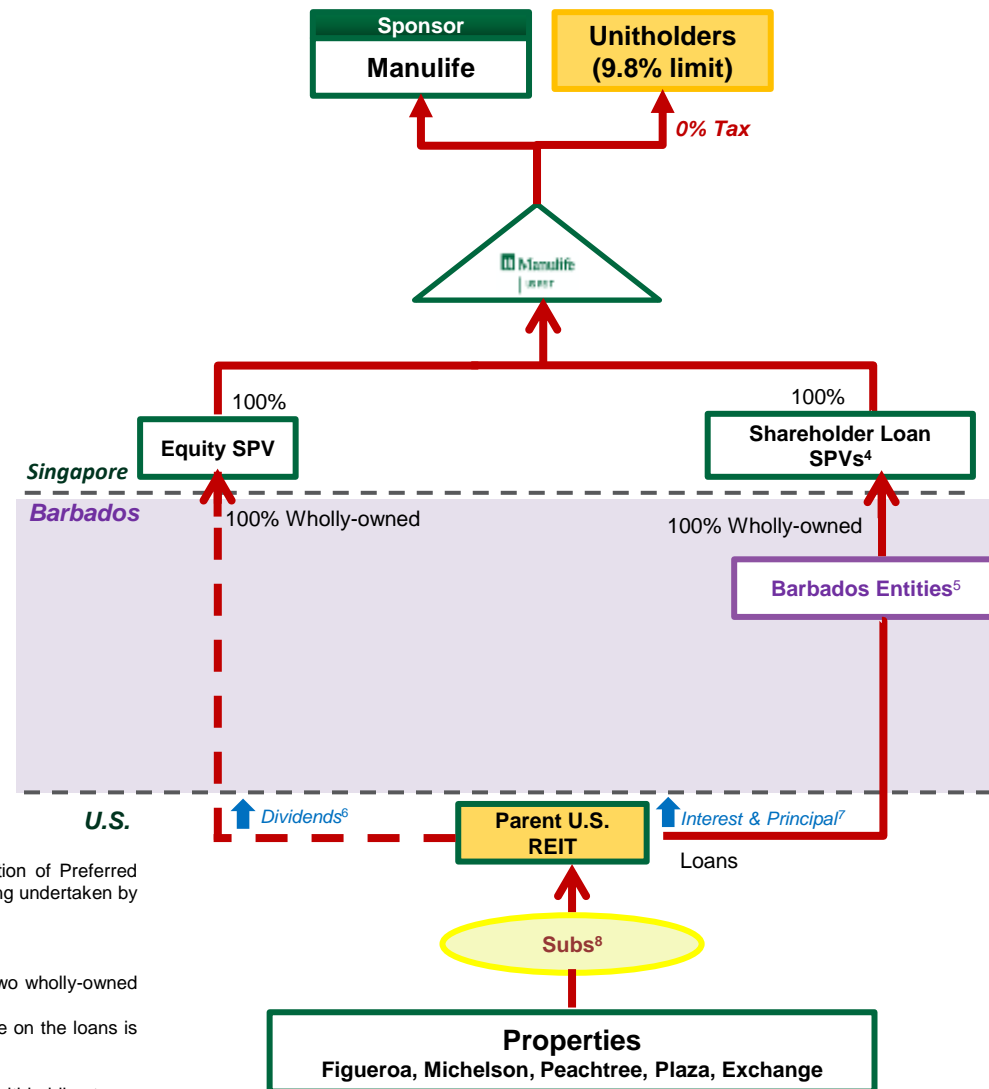 Sponsor
Manulife
Unitholders
(9.8% limit)
0% Tax
Manulife
US REIT
100%
100%
Equity SPV
Shareholder Loan
SPVs4
Singapore
Barbados
100% Wholly-owned
100% Wholly-owned
Barbados Entities5
U.S.
Dividends6
Parent U.S.
REIT
Interest & Principal7
Loans
tion of Preferred
ng undertaken by
Subs8
wo wholly-owned
e on the loans is
Properties
Figueroa, Michelson, Peachtree, Plaza, Exchange